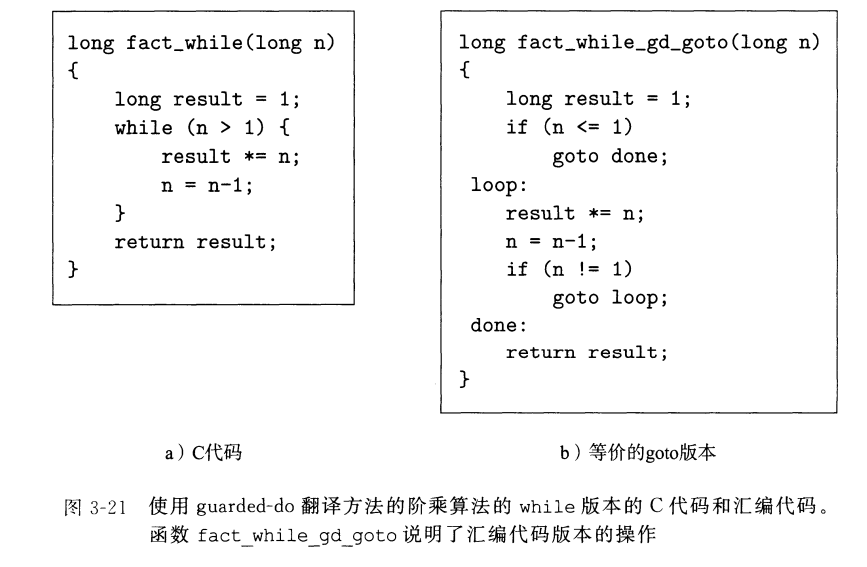 long fact_while(long n)
{
    long result = 1;
    while (n > 1) {
        result *= n;
        n = n-1;
    }
    return result;
}
long fact_while_gd_goto(long n)
{
    long result = 1;
    if (n <= 1)
        goto done;
 loop:
    result *= n;
    n = n-1;
    if (n != 1)
        goto loop;
 done:
    return result;
}
a）C代码
b）等价的goto版本
图 3-21 使用 guarded-do 翻译方法的阶乘算法的 while 版本的 C 代码和汇编代码。
函数 fact_while_gd_goto 说明了汇编代码版本的操作